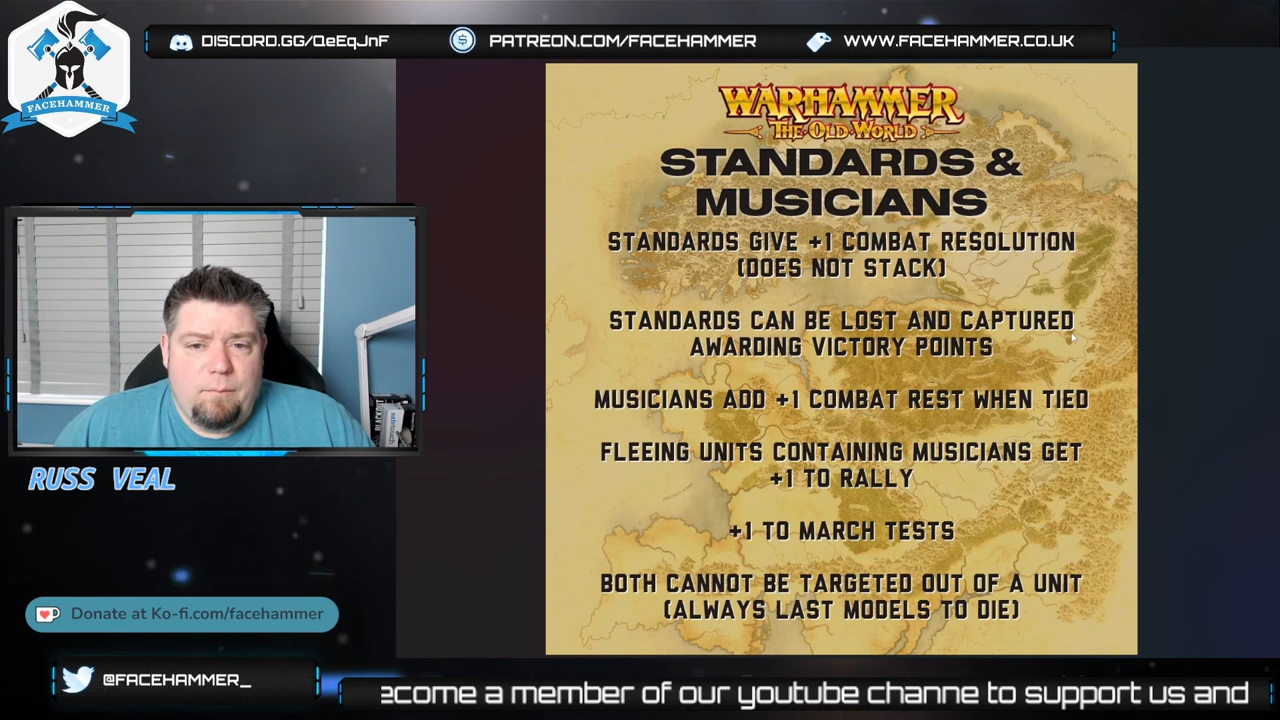 DISCORD.GG/QeEqJnF
PATREON.COM/FACEHAMMER
WWW.FACEHAMMER.CO.UK
FACEHAMMER
WARHAMMER
THE OLD WORLD
STANDARDS &
MUSICIANS
STANDARDS GIVE +1 COMBAT RESOLUTION
(DOES NOT STACK)
STANDARDS CAN BE LOST AND CAPTURED
AWARDING VICTORY POINTS
MUSICIANS ADD +1 COMBAT REST WHEN TIED
FLEEING UNITS CONTAINING MUSICIANS GET
+1 TO RALLY
+1 TO MARCH TESTS
BOTH CANNOT BE TARGETED OUT OF A UNIT
(ALWAYS LAST MODELS TO DIE)
RUSS VEAL
Donate at Ko-fi.com/facehammer
@FACEHAMMER_
ecome a member of our youtube channe to support us and